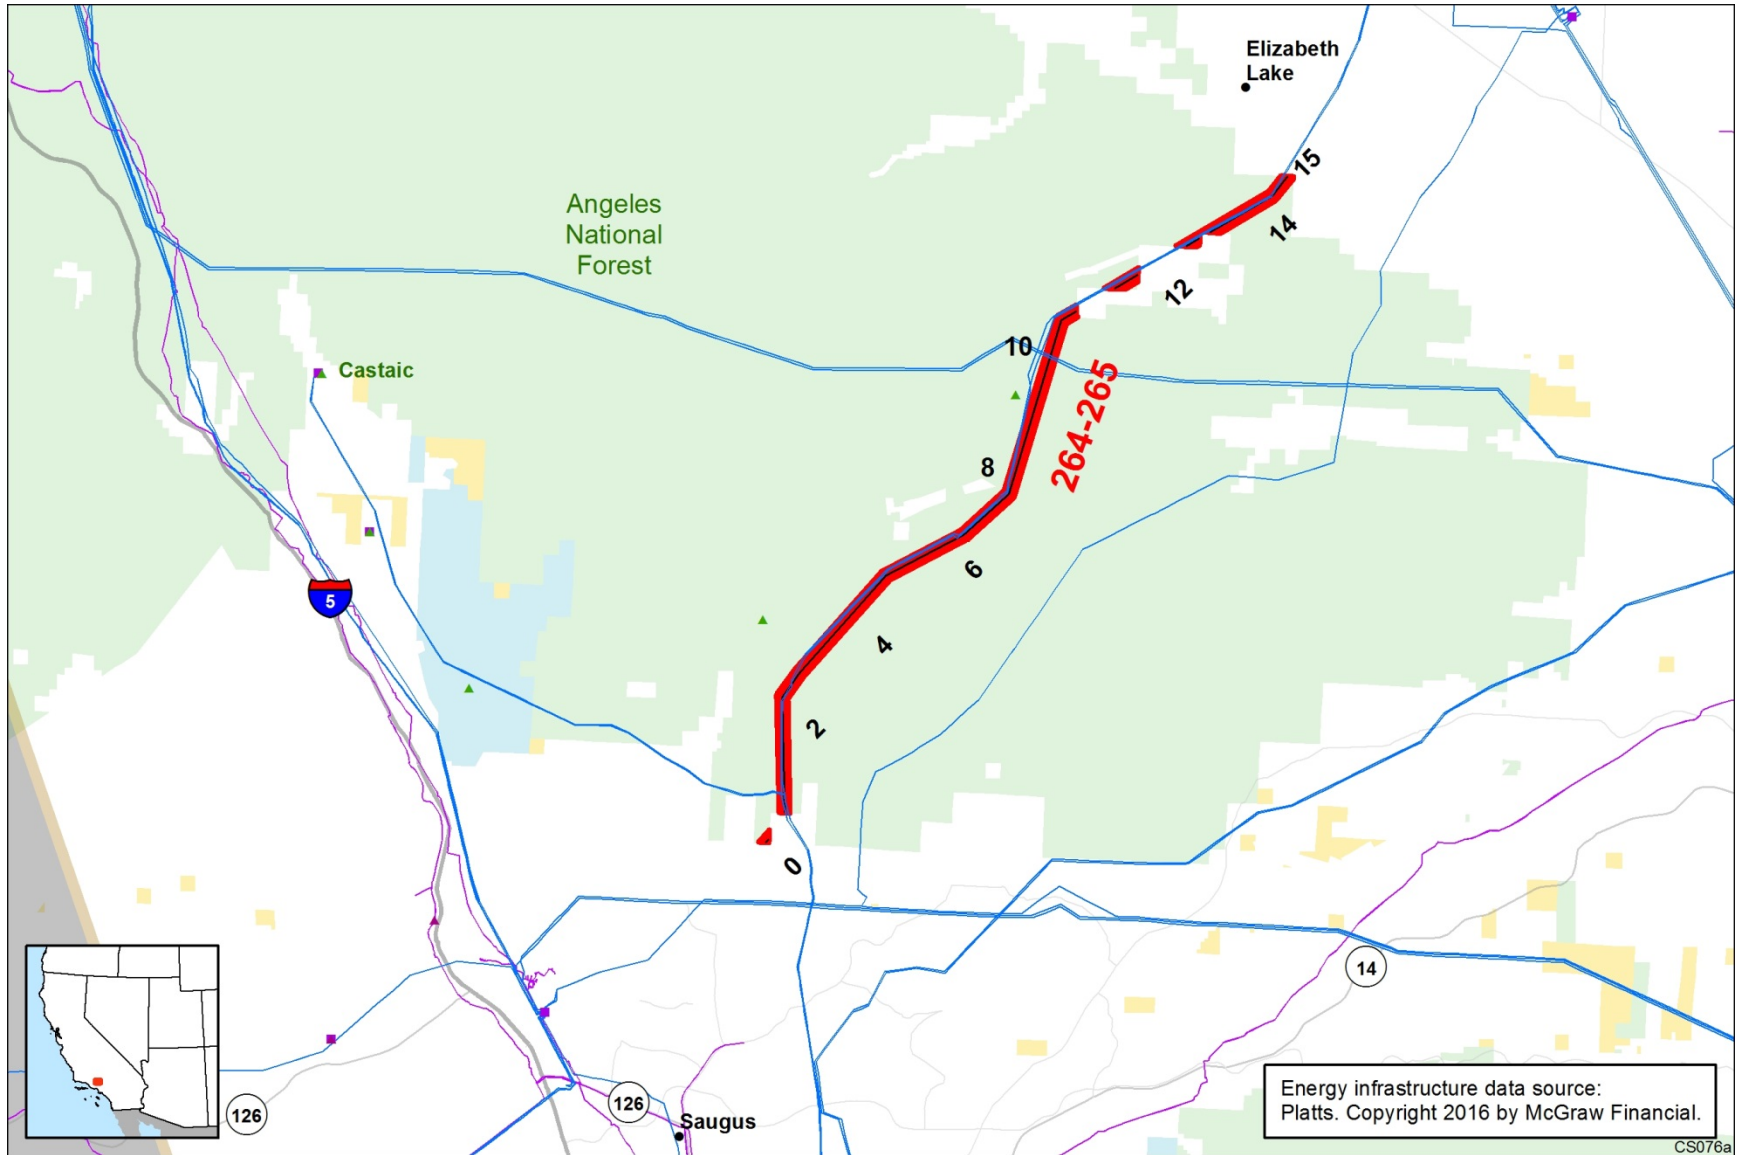 Elizabeth
Lake
15
14
12
Angeles
National
Forest
10
Castaic
264-265
8
6
5
4
2
0
14
126
126
Saugus
Energy infrastructure data source:
Platts. Copyright 2016 by McGraw Financial.
CS076a